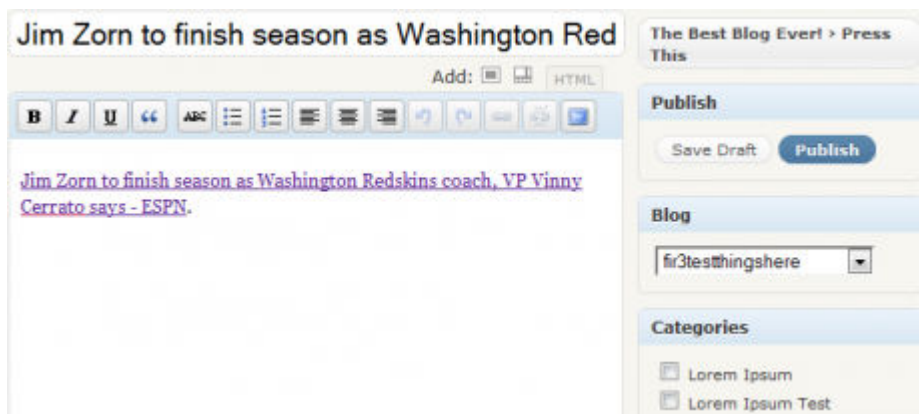 Jim Zorn to finish season as Washington Red
Add:
HTML
B I U “ ABC
Jim Zorn to finish season as Washington Redskins coach, VP Vinny
Cerrato says - ESPN.
The Best Blog Ever! › Press
This
Publish
Save Draft Publish
Blog
fir3testthingshere
Categories
Lorem Ipsum
Lorem Ipsum Test